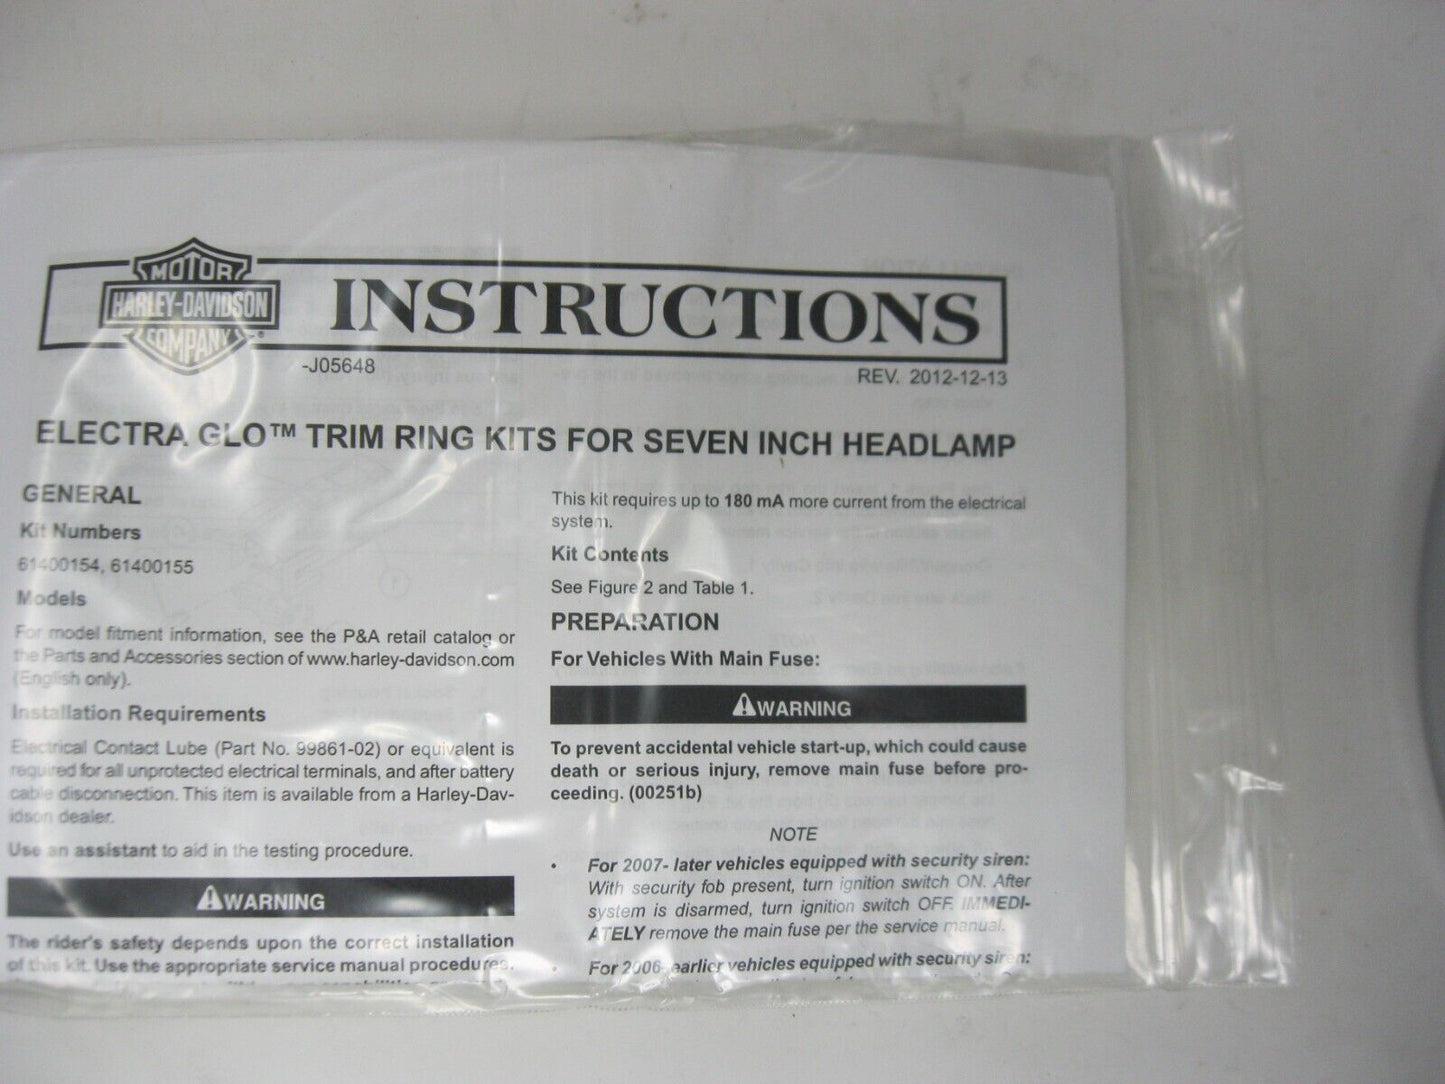 MOTOR
HARLEY-DAVIDSON
COMPANY
INSTRUCTIONS
-J05648
REV. 2012-12-13
ELECTRA GLO™ TRIM RING KITS FOR SEVEN INCH HEADLAMP
GENERAL
Kit Numbers
61400154, 61400155
Models
For model fitment information, see the P&A retail catalog or
the Parts and Accessories section of www.harley-davidson.com
(English only).
Installation Requirements
Electrical Contact Lube (Part No. 99861-02) or equivalent is
required for all unprotected electrical terminals, and after battery
cable disconnection. This item is available from a Harley-Dav-
idson dealer.
Use an assistant to aid in the testing procedure.
⚠WARNING
The rider's safety depends upon the correct installation
of this kit. Use the appropriate service manual procedures.
This kit requires up to 180 mA more current from the electrical
system.
Kit Contents
See Figure 2 and Table 1.
PREPARATION
For Vehicles With Main Fuse:
⚠WARNING
To prevent accidental vehicle start-up, which could cause
death or serious injury, remove main fuse before pro-
ceeding. (00251b)
NOTE
• For 2007- later vehicles equipped with security siren:
With security fob present, turn ignition switch ON. After
system is disarmed, turn ignition switch OFF. IMMEDI-
ATELY remove the main fuse per the service manual.
• For 2006- earlier vehicles equipped with security siren: